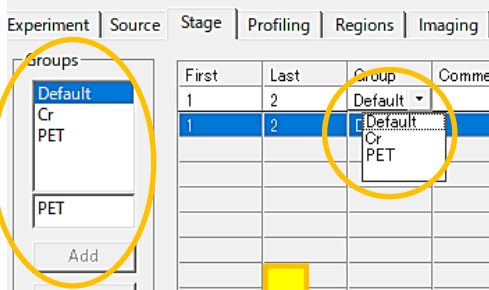 Experiment Source Stage Profiling Regions Imaging
Groups
Default
Cr
PET
PET
Add
First Last Group Comme
1 2 Default
1 2
Default
Cr
PET